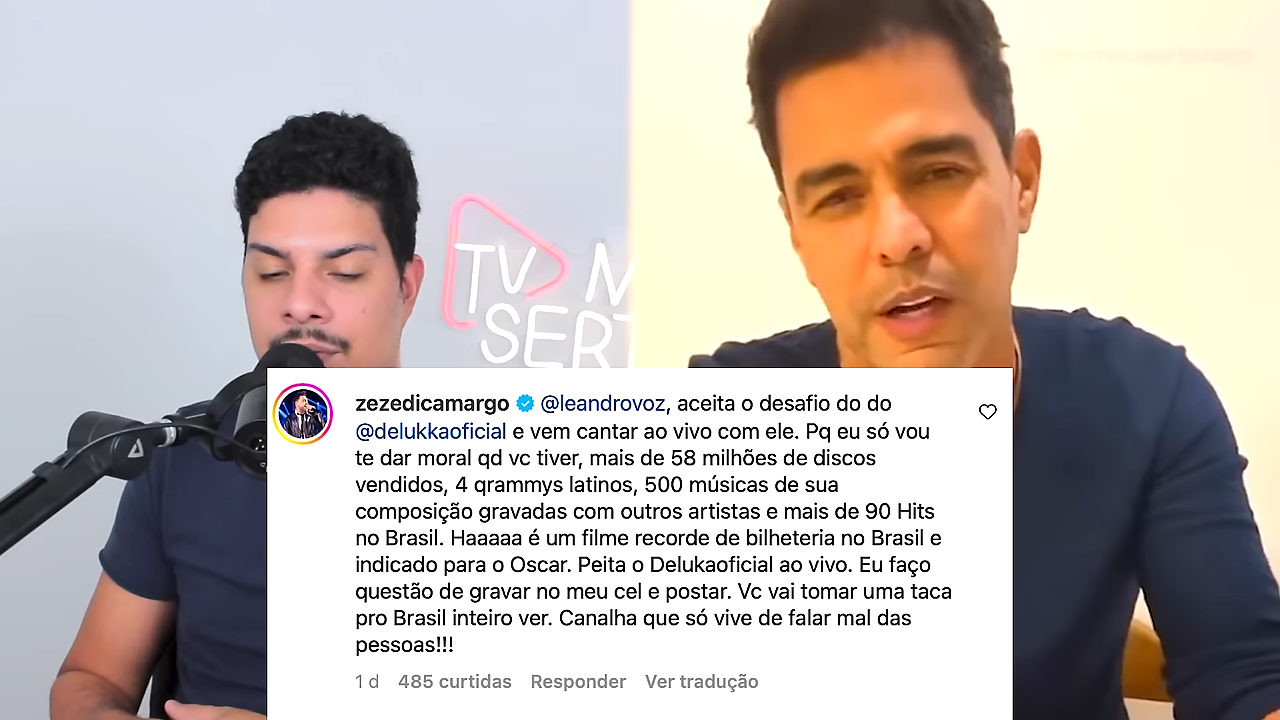 TV M
SERT
zezedicamargo @leandrovoz, aceita o desafio do do
@delukkaoficial e vem cantar ao vivo com ele. Pq eu só vou
te dar moral qd vc tiver, mais de 58 milhões de discos
vendidos, 4 qrammys latinos, 500 músicas de sua
composição gravadas com outros artistas e mais de 90 Hits
no Brasil. Haaaaa é um filme recorde de bilheteria no Brasil e
indicado para o Oscar. Peita o Delukaoficial ao vivo. Eu faço
questão de gravar no meu cel e postar. Vc vai tomar uma taca
pro Brasil inteiro ver. Canalha que só vive de falar mal das
pessoas!!!
1 d 485 curtidas Responder Ver tradução